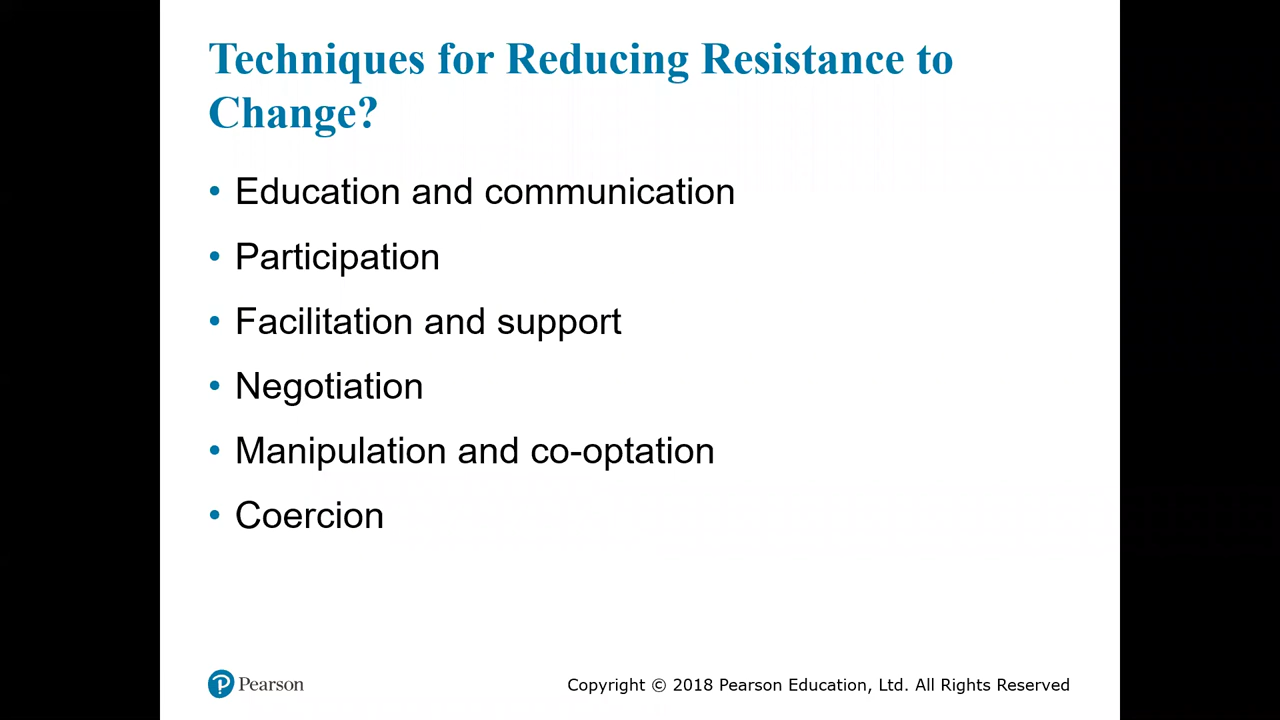 Techniques for Reducing Resistance to
Change?
• Education and communication
• Participation
• Facilitation and support
• Negotiation
• Manipulation and co-optation
• Coercion
Pearson
Copyright © 2018 Pearson Education, Ltd. All Rights Reserved